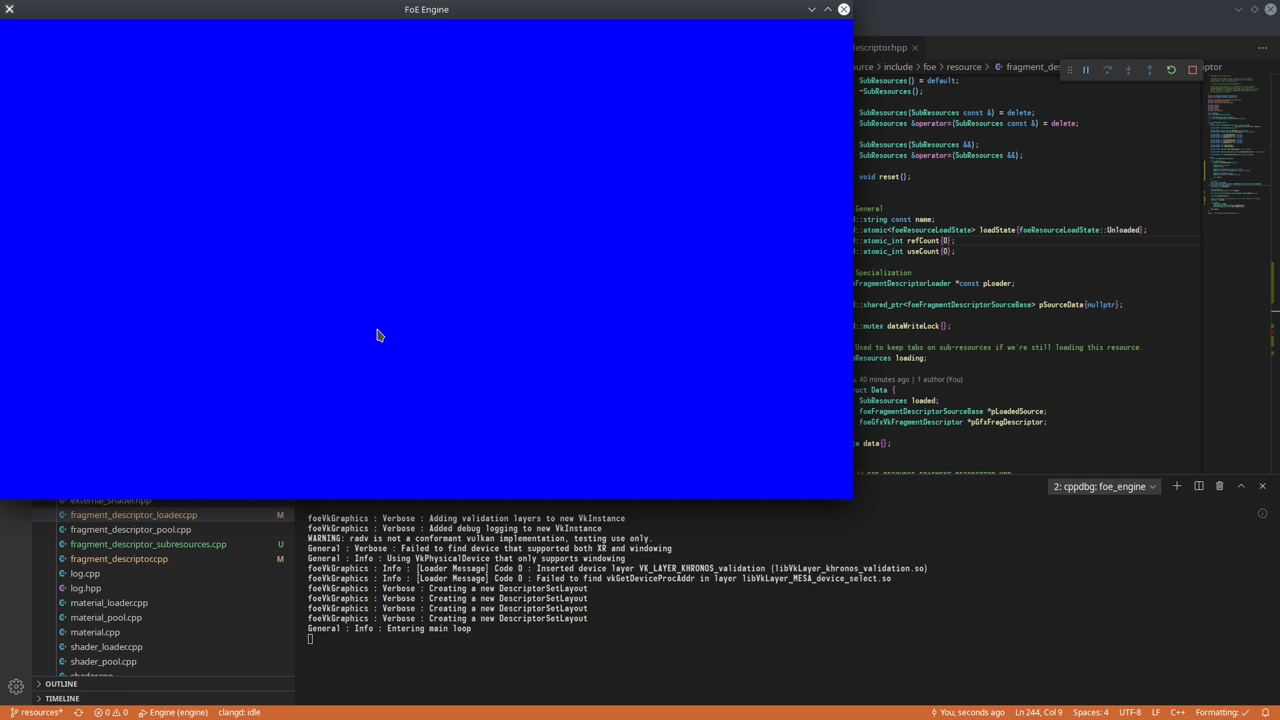 FoE Engine
escriptor.hpp
ource > include > foe > resource > fragment_des ptor
SubResources() = default;
~SubResources();
SubResources(SubResources const &) = delete;
SubResources &operator=(SubResources const &) = delete;
SubResources(SubResources &&);
SubResources &operator=(SubResources &&);
void reset();
General
::string const name;
::atomic<foeResourceLoadState> loadState{foeResourceLoadState::Unloaded};
::atomic_int refCount{0};
::atomic_int useCount{0};
Specialization
FragmentDescriptorLoader *const pLoader;
::shared_ptr<foeFragmentDescriptorSourceBase> pSourceData{nullptr};
::mutex dataWriteLock{};
Used to keep tabs on sub-resources if we're still loading this resource.
Resources loading;
, 40 minutes ago | 1 author (You)
uct Data {
SubResources loaded;
foeFragmentDescriptorSourceBase *pLoadedSource;
foeGfxVkFragmentDescriptor *pGfxFragDescriptor;
a data{};
2: cppdbg: foe_engine
external_shader.hpp
fragment_descriptor_loader.cpp M
fragment_descriptor_pool.cpp
fragment_descriptor_subresources.cpp U
fragment_descriptor.cpp M
log.cpp
log.hpp
material_loader.cpp
material_pool.cpp
material.cpp
shader_loader.cpp
shader_pool.cpp
shader.cpp
OUTLINE
TIMELINE
foeVkGraphics : Verbose : Adding validation layers to new VkInstance
foeVkGraphics : Verbose : Added debug logging to new VkInstance
WARNING: radv is not a conformant vulkan implementation, testing use only.
General : Verbose : Failed to find device that supported both XR and windowing
General : Info : Using VkPhysicalDevice that only supports windowing
foeVkGraphics : Info : [Loader Message] Code 0 : Inserted device layer VK_LAYER_KHRONOS_validation (libVkLayer_khronos_validation.so)
foeVkGraphics : Info : [Loader Message] Code 0 : Failed to find vkGetDeviceProcAddr in layer libVkLayer_MESA_device_select.so
foeVkGraphics : Verbose : Creating a new DescriptorSetLayout
foeVkGraphics : Verbose : Creating a new DescriptorSetLayout
foeVkGraphics : Verbose : Creating a new DescriptorSetLayout
foeVkGraphics : Verbose : Creating a new DescriptorSetLayout
General : Info : Entering main loop
resources* 0 0 Engine (engine) clangd: idle You, seconds ago Ln 244, Col 9 Spaces: 4 UTF-8 LF C++ Formatting: ✓